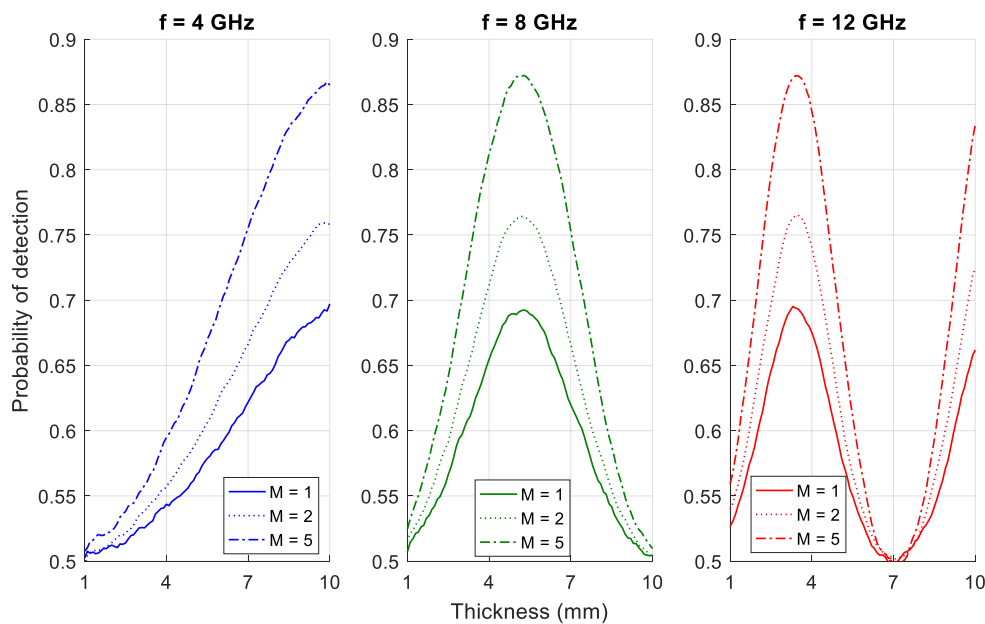 f = 4 GHz
f = 8 GHz
f = 12 GHz
Probability of detection
0.9
0.85
0.8
0.75
0.7
0.65
0.6
0.55
0.5
1
4
7
10
M = 1
M = 2
M = 5
0.9
0.85
0.8
0.75
0.7
0.65
0.6
0.55
0.5
1
4
7
10
M = 1
M = 2
M = 5
0.9
0.85
0.8
0.75
0.7
0.65
0.6
0.55
0.5
1
4
7
10
M = 1
M = 2
M = 5
Thickness (mm)